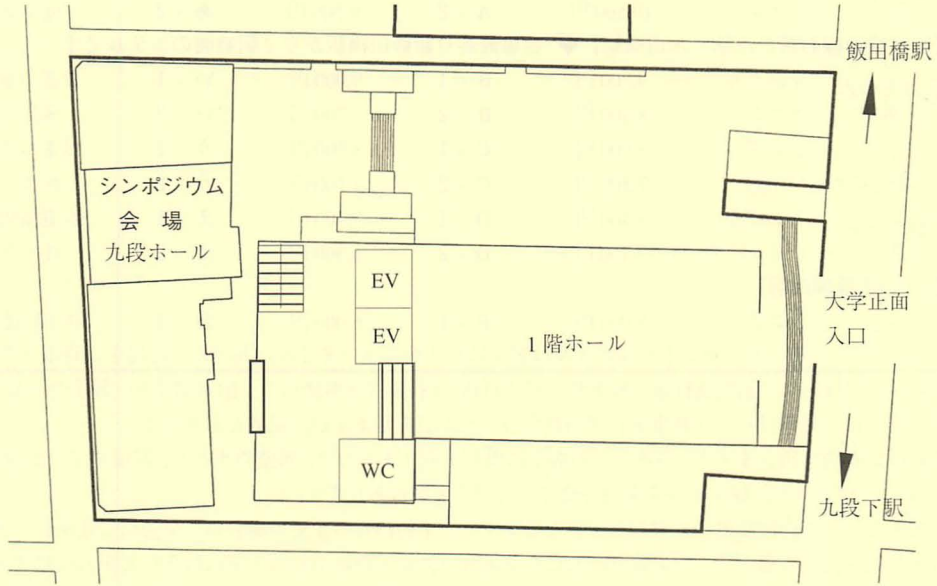 飯田橋駅
シンポジウム
会 場
九段ホール
EV
EV
1階ホール
大学正面
入口
WC
九段下駅